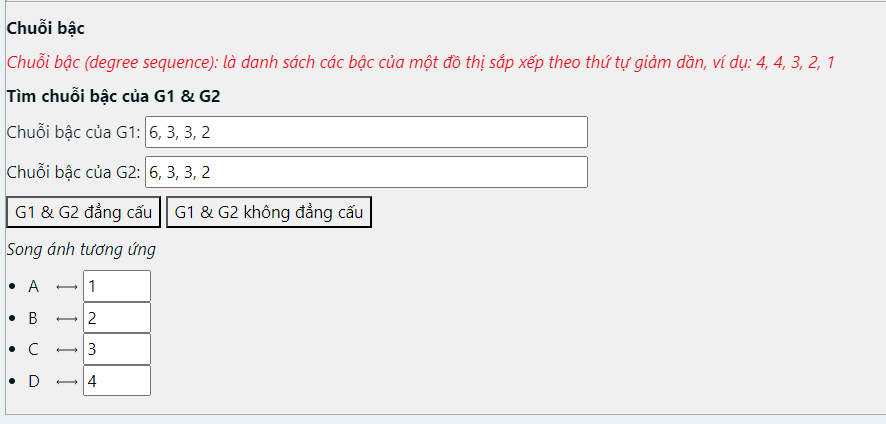 Chuỗi bậc
Chuỗi bậc (degree sequence): là danh sách các bậc của một đồ thị sắp xếp theo thứ tự giảm dần, ví dụ: 4, 4, 3, 2, 1
Tìm chuỗi bậc của G1 & G2
Chuỗi bậc của G1: 6, 3, 3, 2
Chuỗi bậc của G2: 6, 3, 3, 2
G1 & G2 đẳng cấu G1 & G2 không đẳng cấu
Song ánh tương ứng
• A ⟷ 1
• B ⟷ 2
• C ⟷ 3
• D ⟷ 4